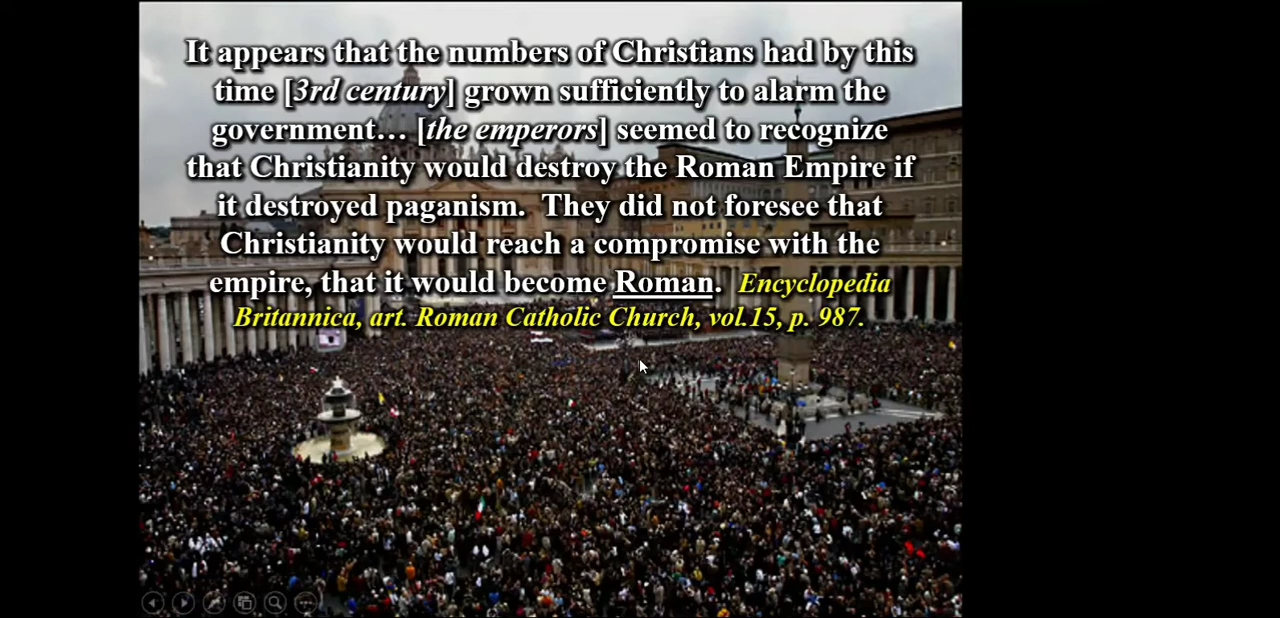 It appears that the numbers of Christians had by this
time [3rd century] grown sufficiently to alarm the
government… [the emperors] seemed to recognize
that Christianity would destroy the Roman Empire if
it destroyed paganism.  They did not foresee that
Christianity would reach a compromise with the
empire, that it would become Roman.  Encyclopedia
Britannica, art. Roman Catholic Church, vol.15, p. 987.